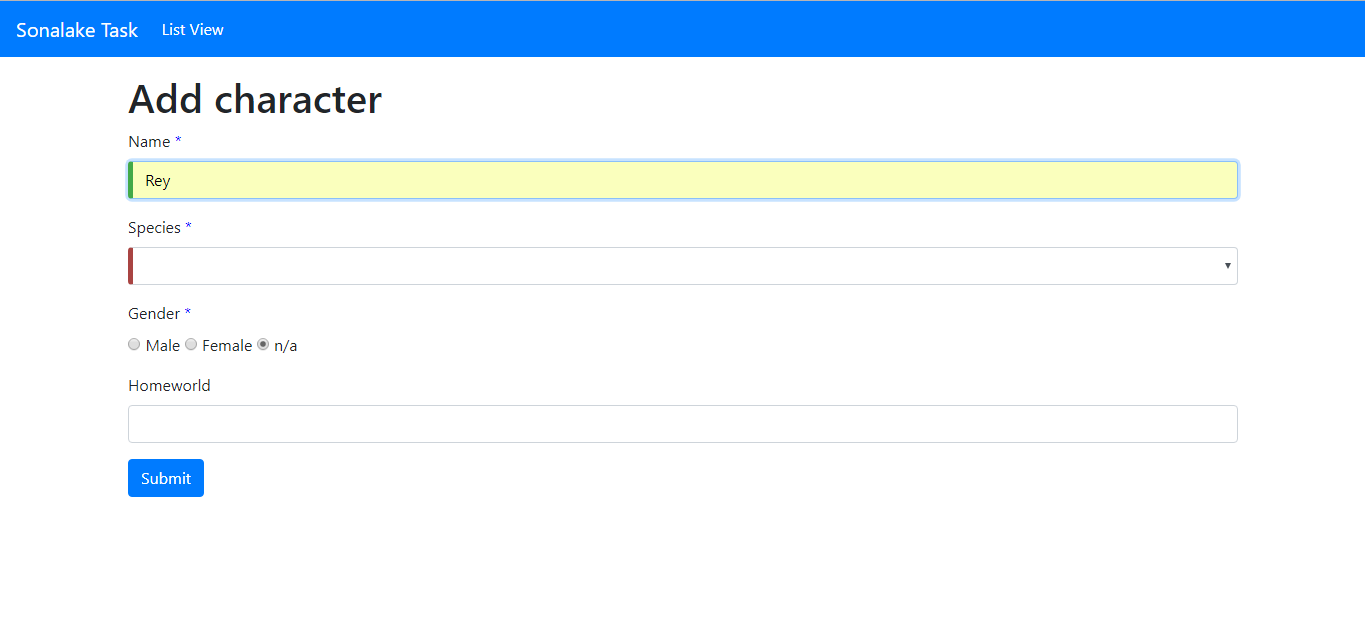 Sonalake Task List View
Add character
Name *
Rey
Species *
Gender *
Male Female n/a
Homeworld
Submit